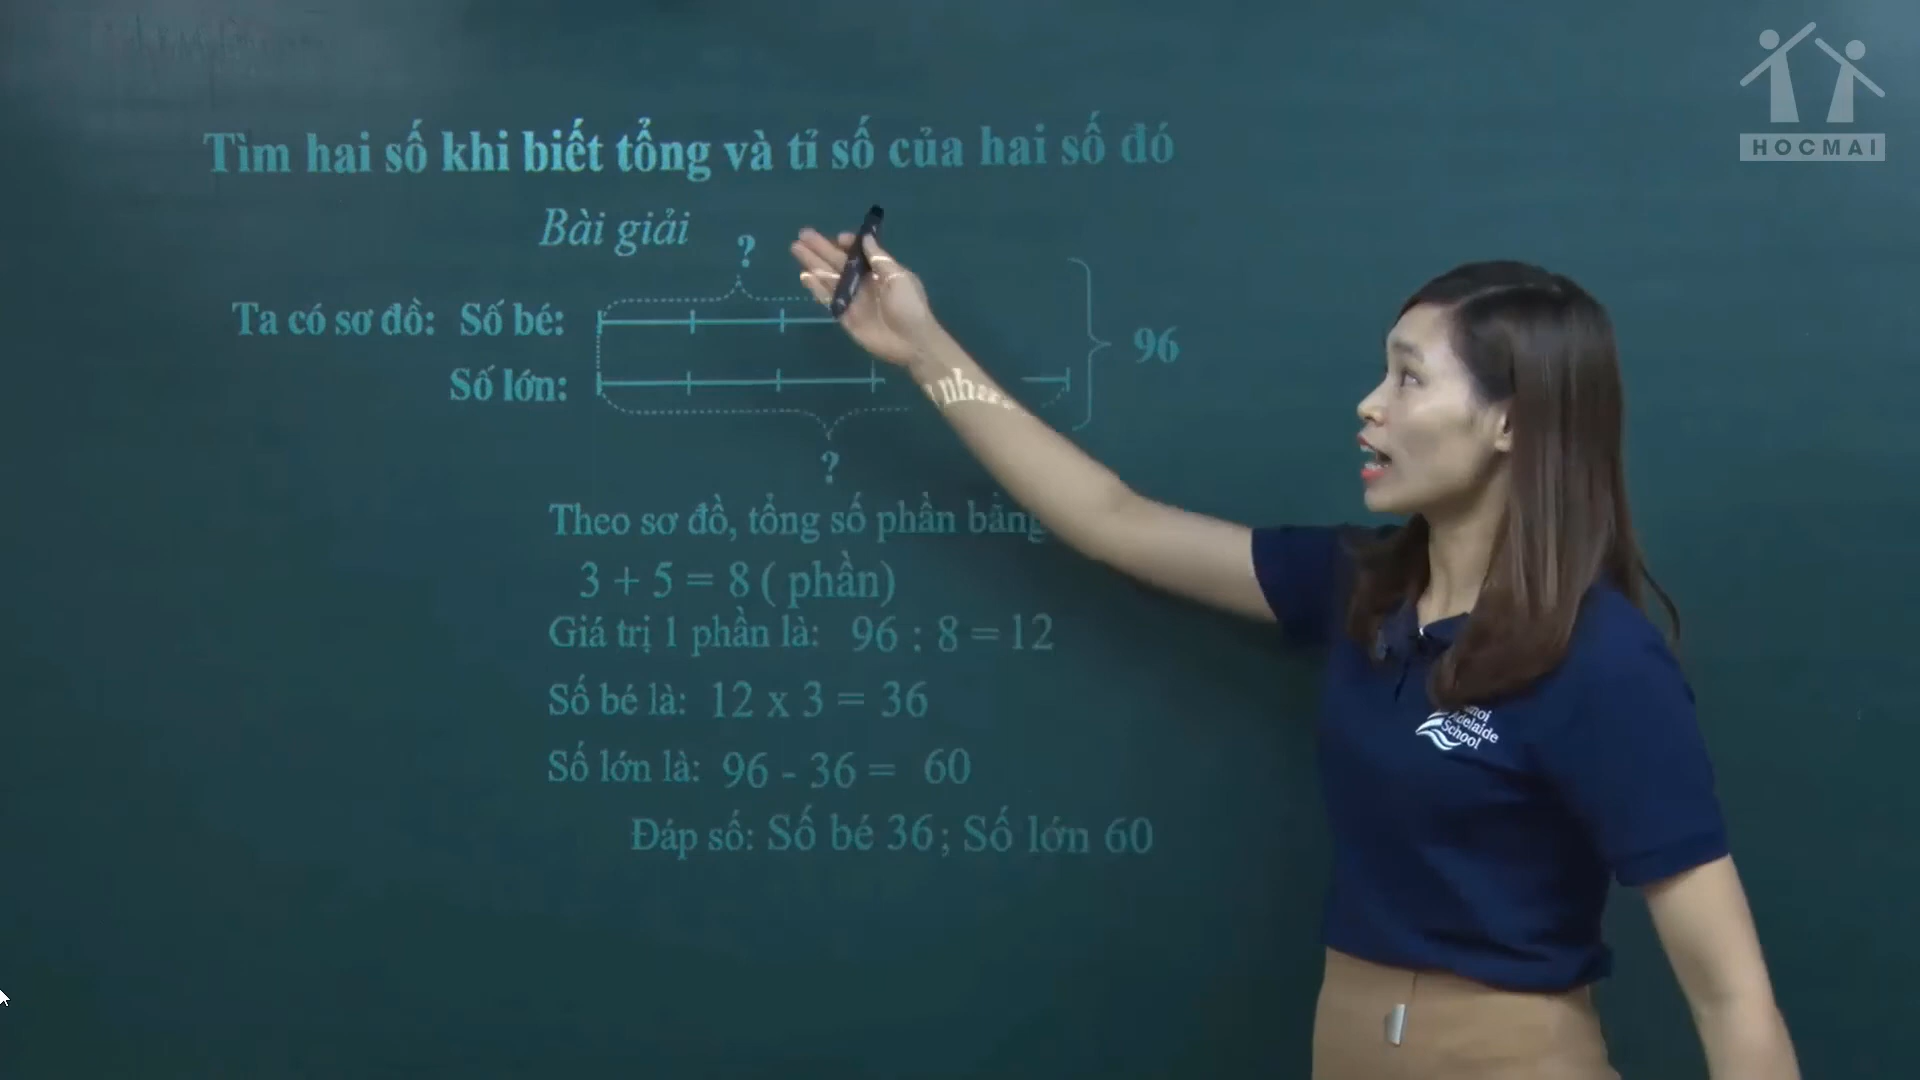 HOCMAI
Tìm hai số khi biết tổng và tỉ số của hai số đó
Bài giải
?
Ta có sơ đồ: Số bé:
96
Số lớn:
?
Theo sơ đồ, tổng số phần bằng nhau
3 + 5 = 8 ( phần)
Giá trị 1 phần là: 96 : 8 = 12
Số bé là: 12 x 3 = 36
Số lớn là: 96 - 36 = 60
Đáp số: Số bé 36; Số lớn 60
Adelaide
School